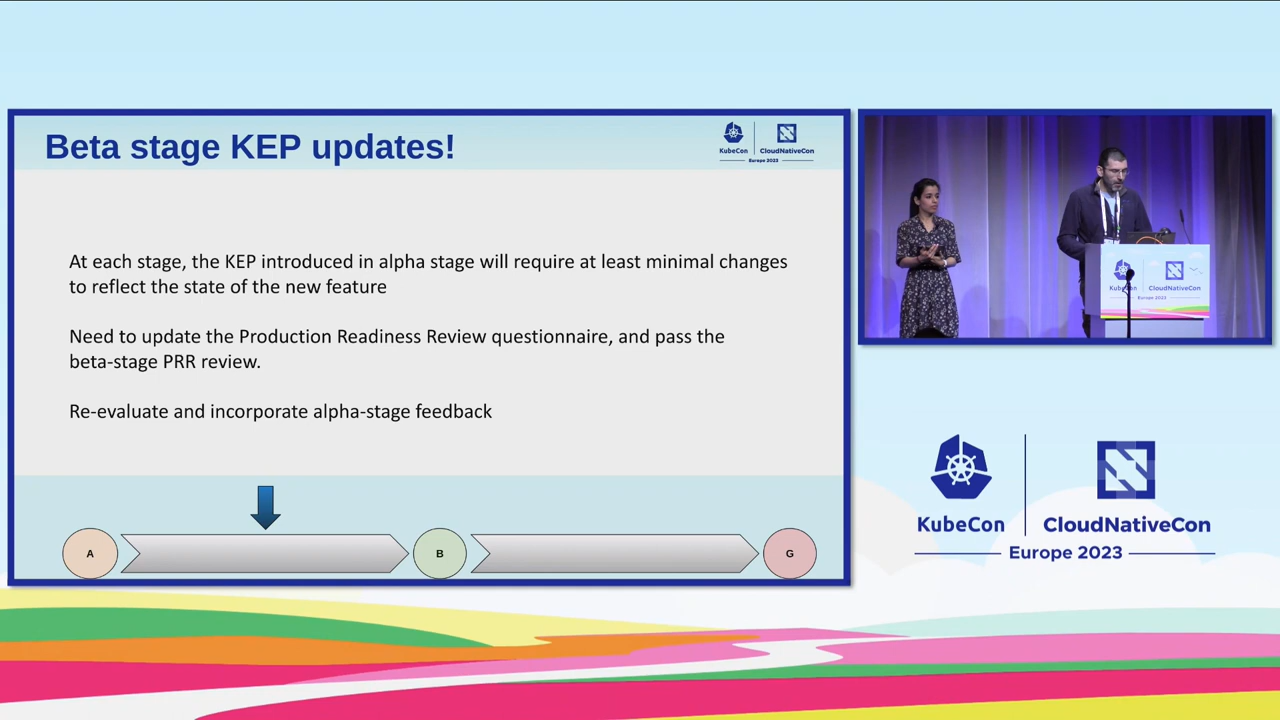 Beta stage KEP updates!
KubeCon
CloudNativeCon
Europe 2023
At each stage, the KEP introduced in alpha stage will require at least minimal changes
to reflect the state of the new feature
Need to update the Production Readiness Review questionnaire, and pass the
beta-stage PRR review.
Re-evaluate and incorporate alpha-stage feedback
A
B
G
CloudNativeCon
Europe 2023
KubeCon
CloudNativeCon
Europe 2023